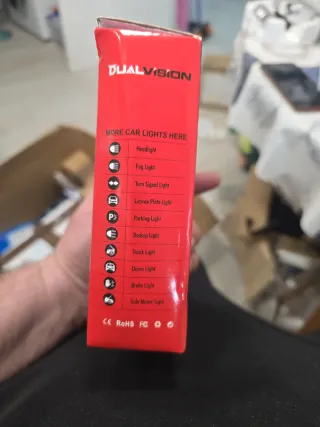 DUALVISION
MORE CAR LIGHTS HERE
Headlight
Fog Light
Turn Signal Light
License Plate Light
Parking Light
Backup Light
Trunk Light
Dome Light
Brake Light
Side Mirror Light
CE RoHS FC